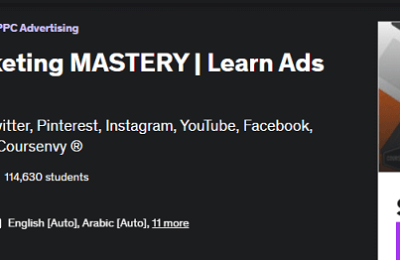 PPC Advertising
keting MASTERY | Learn Ads
itter, Pinterest, Instagram, YouTube, Facebook,
Coursenvy ®
114,630 students
English [Auto], Arabic [Auto], 11 more